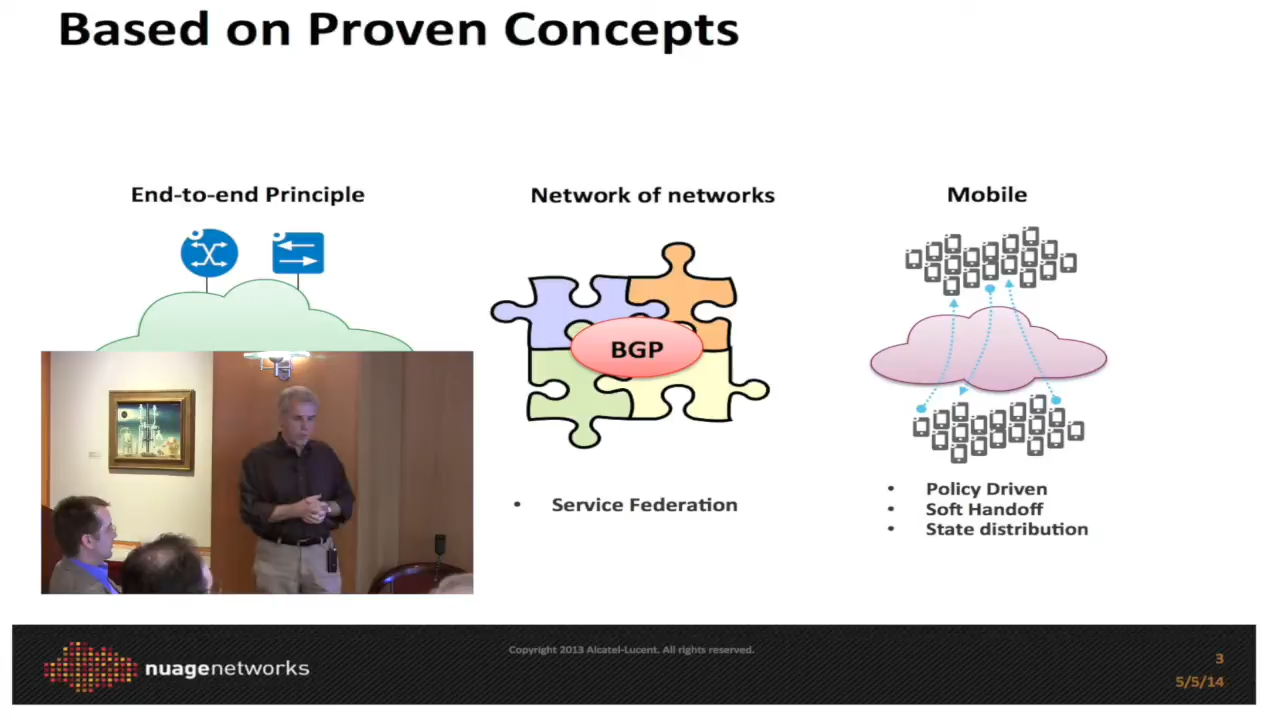 Based on Proven Concepts
End-to-end Principle
Network of networks
Mobile
BGP
• Service Federation
• Policy Driven
• Soft Handoff
• State distribution
nuagenetworks
Copyright 2013 Alcatel-Lucent. All rights reserved.
3
5/5/14